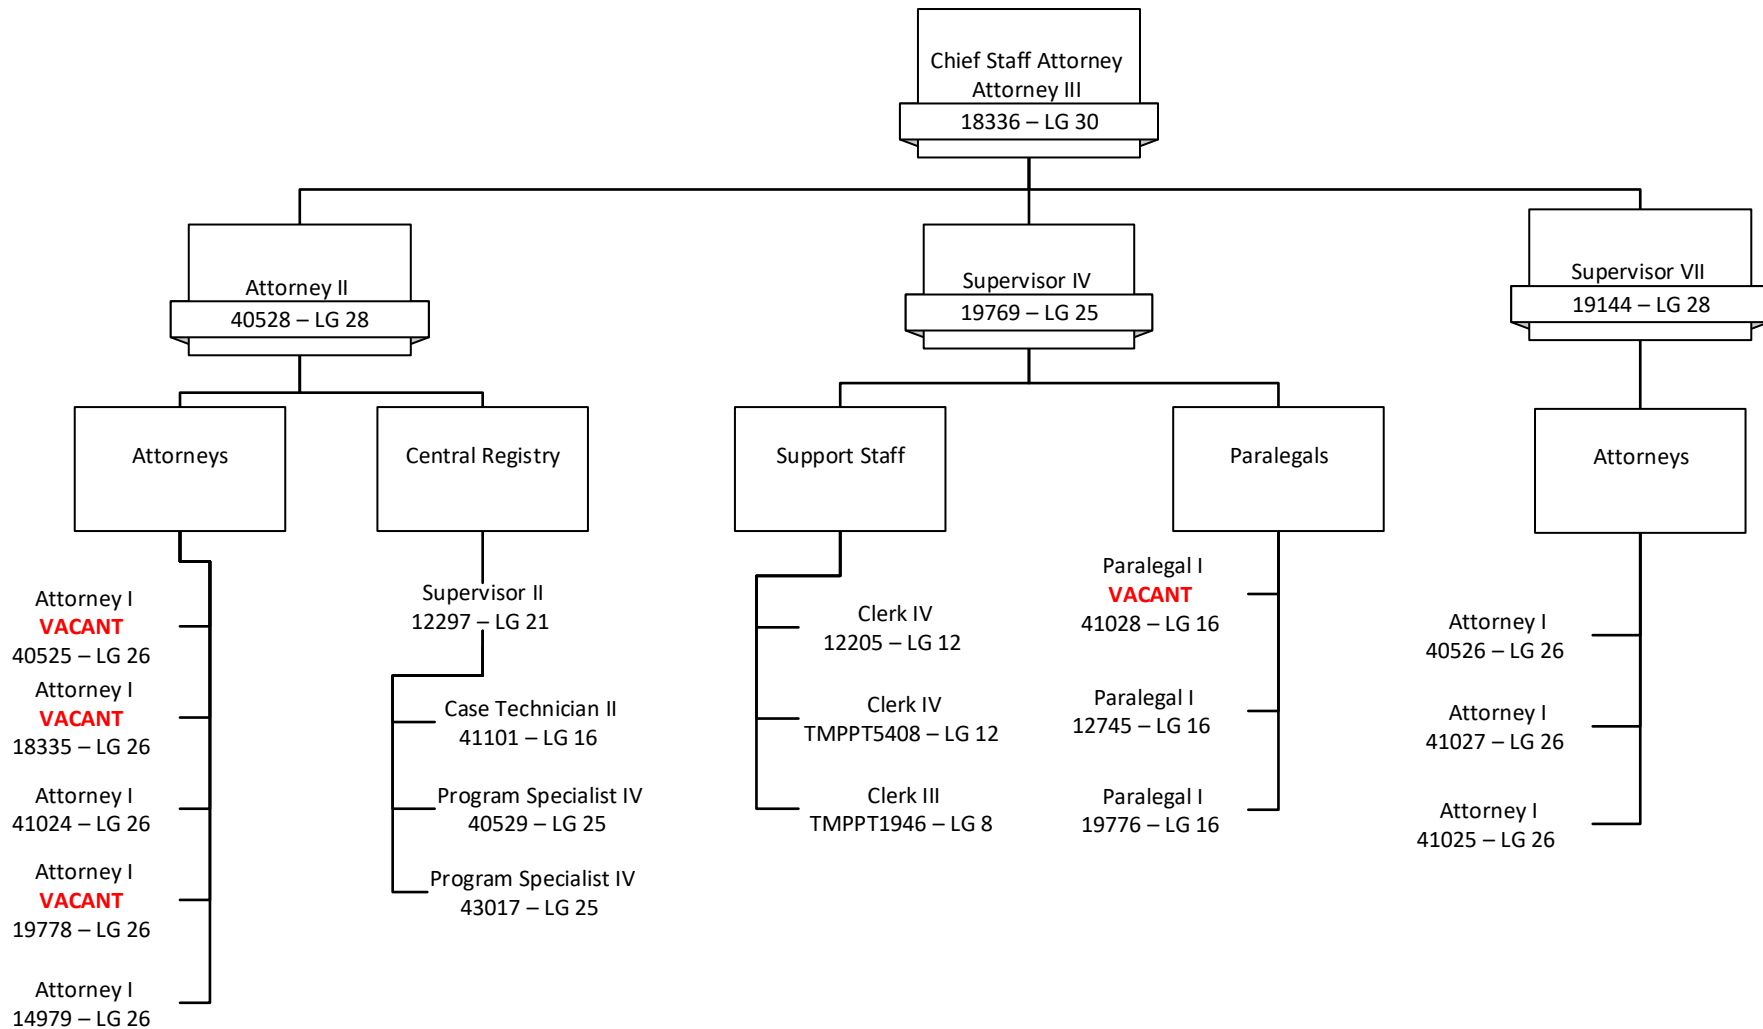 Chief Staff Attorney
Attorney III
18336 – LG 30
Attorney II
40528 – LG 28
Supervisor IV
19769 – LG 25
Supervisor VII
19144 – LG 28
Attorneys
Central Registry
Support Staff
Paralegals
Attorneys
Attorney I
VACANT
40525 – LG 26
Attorney I
VACANT
18335 – LG 26
Attorney I
41024 – LG 26
Attorney I
VACANT
19778 – LG 26
Attorney I
14979 – LG 26
Supervisor II
12297 – LG 21
Case Technician II
41101 – LG 16
Program Specialist IV
40529 – LG 25
Program Specialist IV
43017 – LG 25
Clerk IV
12205 – LG 12
Clerk IV
TMPPT5408 – LG 12
Clerk III
TMPPT1946 – LG 8
Paralegal I
VACANT
41028 – LG 16
Paralegal I
12745 – LG 16
Paralegal I
19776 – LG 16
Attorney I
40526 – LG 26
Attorney I
41027 – LG 26
Attorney I
41025 – LG 26